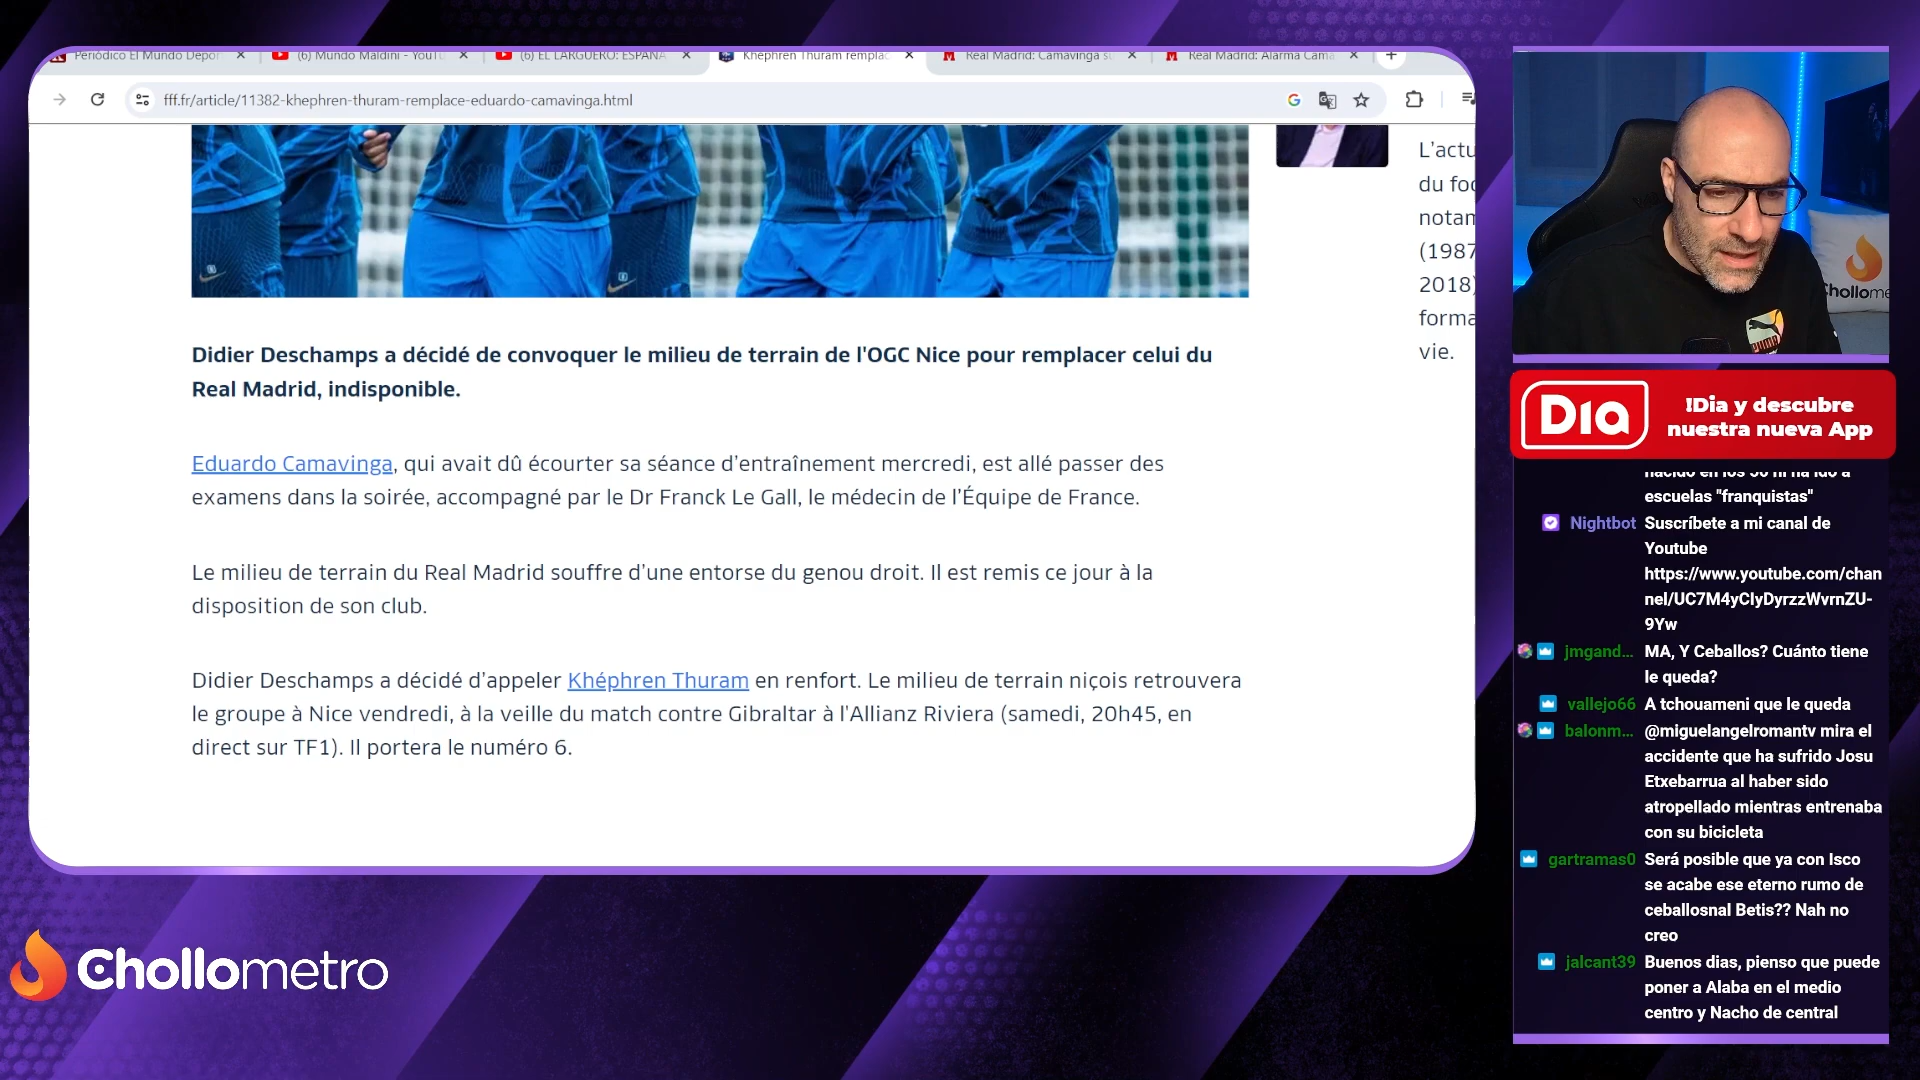 Periódico El Mundo Depor
(6) Mundo Maldini - YouTu
(6) EL LARGUERO: ESPAÑA
Khéphren Thuram remplac
Real Madrid: Camavinga su
Real Madrid: Alarma Cama
fff.fr/article/11382-khephren-thuram-remplace-eduardo-camavinga.html
L'actu
du foo
notam
(1987
2018)
forma
vie.
Didier Deschamps a décidé de convoquer le milieu de terrain de l'OGC Nice pour remplacer celui du
Real Madrid, indisponible.
Eduardo Camavinga, qui avait dû écourter sa séance d'entraînement mercredi, est allé passer des
examens dans la soirée, accompagné par le Dr Franck Le Gall, le médecin de l'Équipe de France.
Le milieu de terrain du Real Madrid souffre d'une entorse du genou droit. Il est remis ce jour à la
disposition de son club.
Didier Deschamps a décidé d'appeler Khéphren Thuram en renfort. Le milieu de terrain niçois retrouvera
le groupe à Nice vendredi, à la veille du match contre Gibraltar à l'Allianz Riviera (samedi, 20h45, en
direct sur TF1). Il portera le numéro 6.
Chollometro
Chollome
PUMA
Dia
!Dia y descubre
nuestra nueva App
nacido en los 50 ni ha ido a
escuelas "franquistas"
Nightbot Suscríbete a mi canal de
Youtube
https://www.youtube.com/chan
nel/UC7M4yCIyDyrzzWvrnZU-
9Yw
jmgand... MA, Y Ceballos? Cuánto tiene
le queda?
vallejo66 A tchouameni que le queda
balonm... @miguelangelromantv mira el
accidente que ha sufrido Josu
Etxebarrua al haber sido
atropellado mientras entrenaba
con su bicicleta
gartramas0 Será posible que ya con Isco
se acabe ese eterno rumo de
ceballosnal Betis?? Nah no
creo
jalcant39 Buenos dias, pienso que puede
poner a Alaba en el medio
centro y Nacho de central